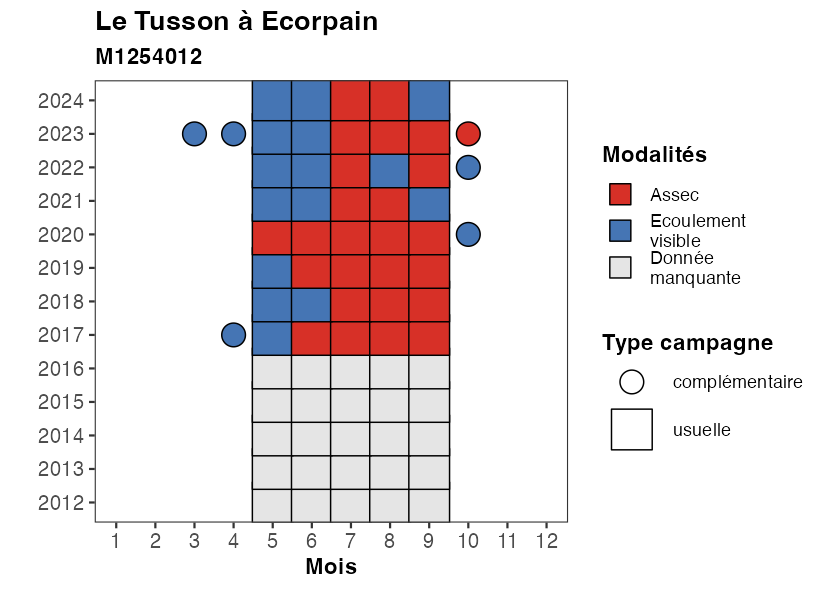 Le Tusson à Ecorpain
M1254012
2024
2023
2022
2021
2020
2019
2018
2017
2016
2015
2014
2013
2012
1 2 3 4 5 6 7 8 9 10 11 12
Mois
Modalités
Assec
Ecoulement
visible
Donnée
manquante
Type campagne
complémentaire
usuelle